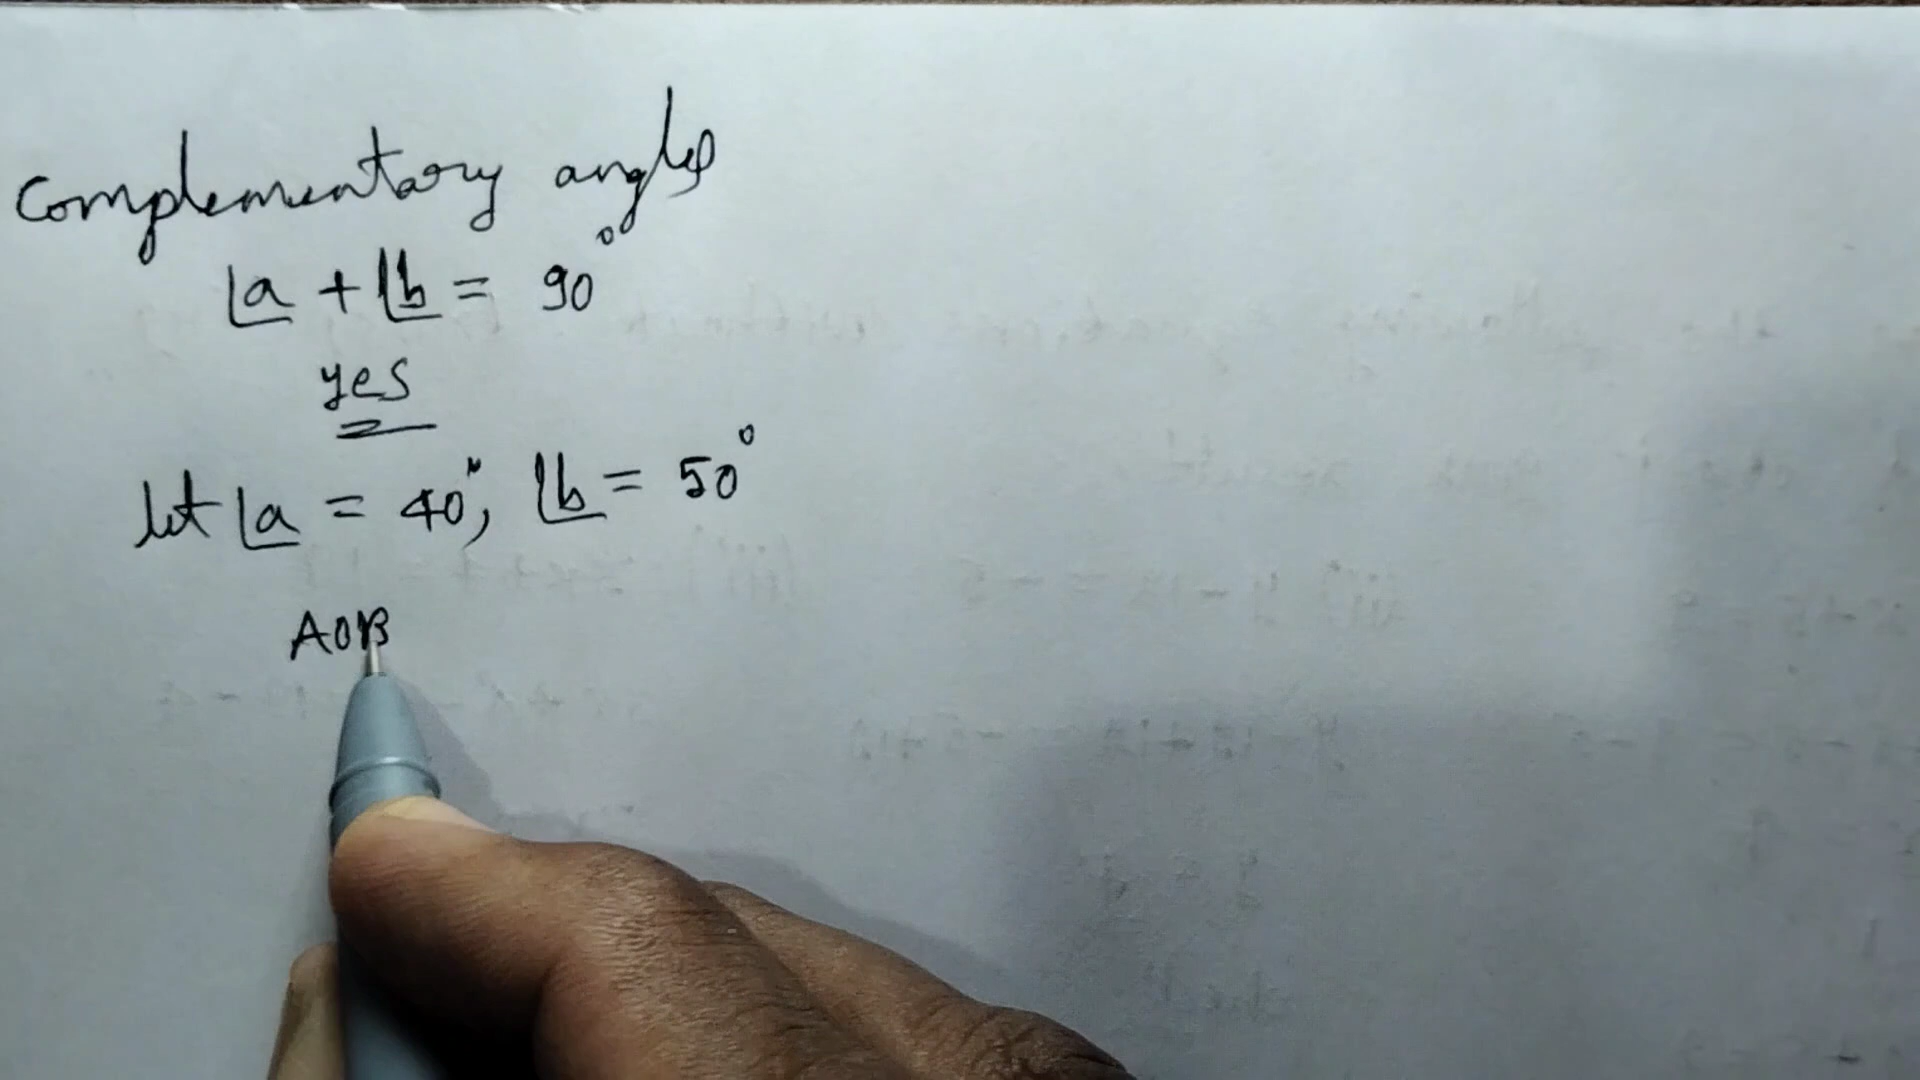 Complementary angles
∠a + ∠b = 90°
yes
let ∠a = 40°, ∠b = 50°
AOB